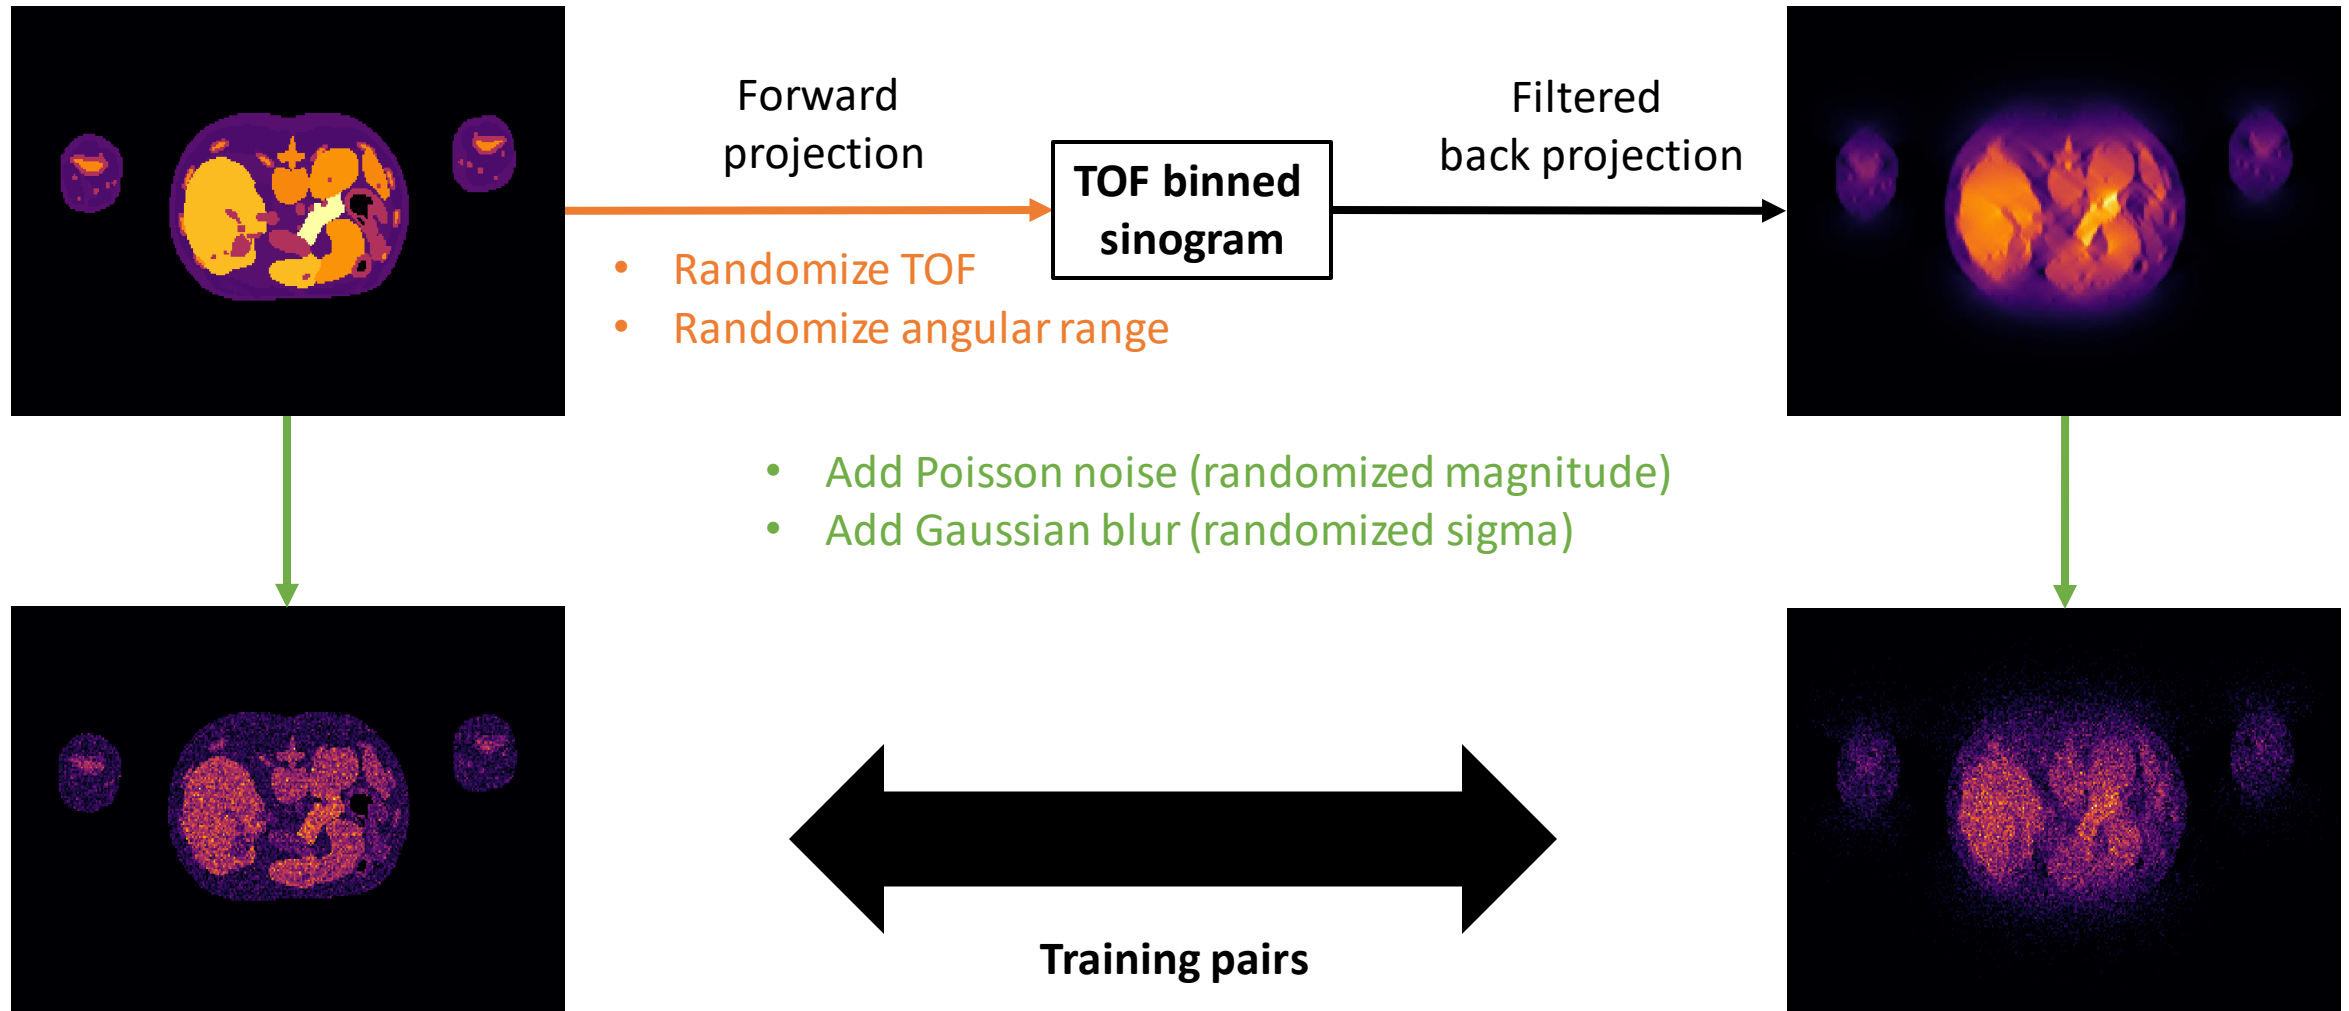 Forward
projection
Filtered
back projection
TOF binned
sinogram
• Randomize TOF
• Randomize angular range
• Add Poisson noise (randomized magnitude)
• Add Gaussian blur (randomized sigma)
Training pairs